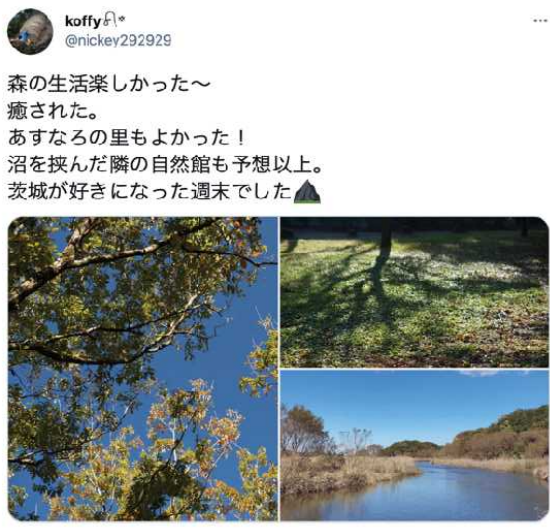 koffy
@nickey292929
森の生活楽しかった〜
癒された。
あすなろの里もよかった！
沼を挟んだ隣の自然館も予想以上。
茨城が好きになった週末でした⛰️